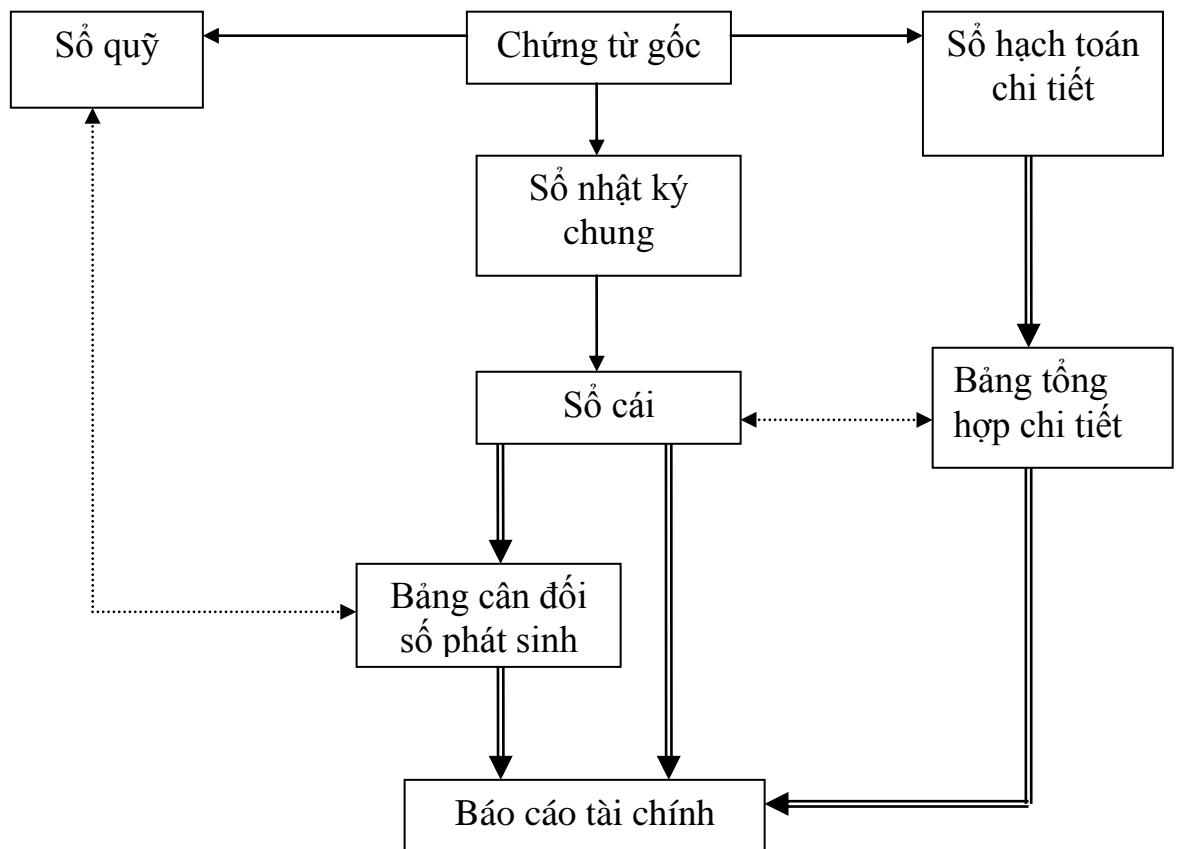 Sổ quỹ
Chứng từ gốc
Sổ hạch toán
chi tiết
Sổ nhật ký
chung
Sổ cái
Bảng tổng
hợp chi tiết
Bảng cân đối
số phát sinh
Báo cáo tài chính